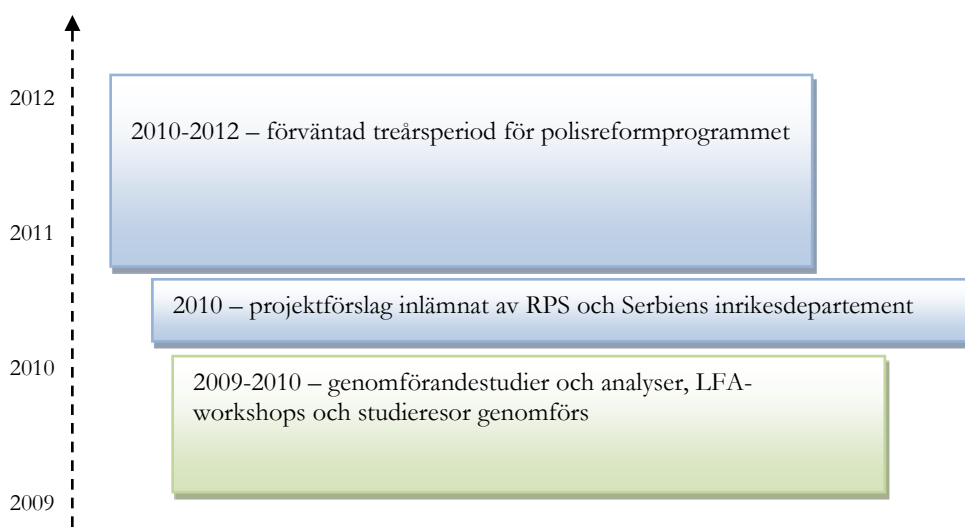 2012
2010-2012 – förväntad treårsperiod för polisreformprogrammet
2011
2010 – projektförslag inlämnat av RPS och Serbiens inrikesdepartement
2010
2009-2010 – genomförandestudier och analyser, LFA-
workshops och studieresor genomförs
2009